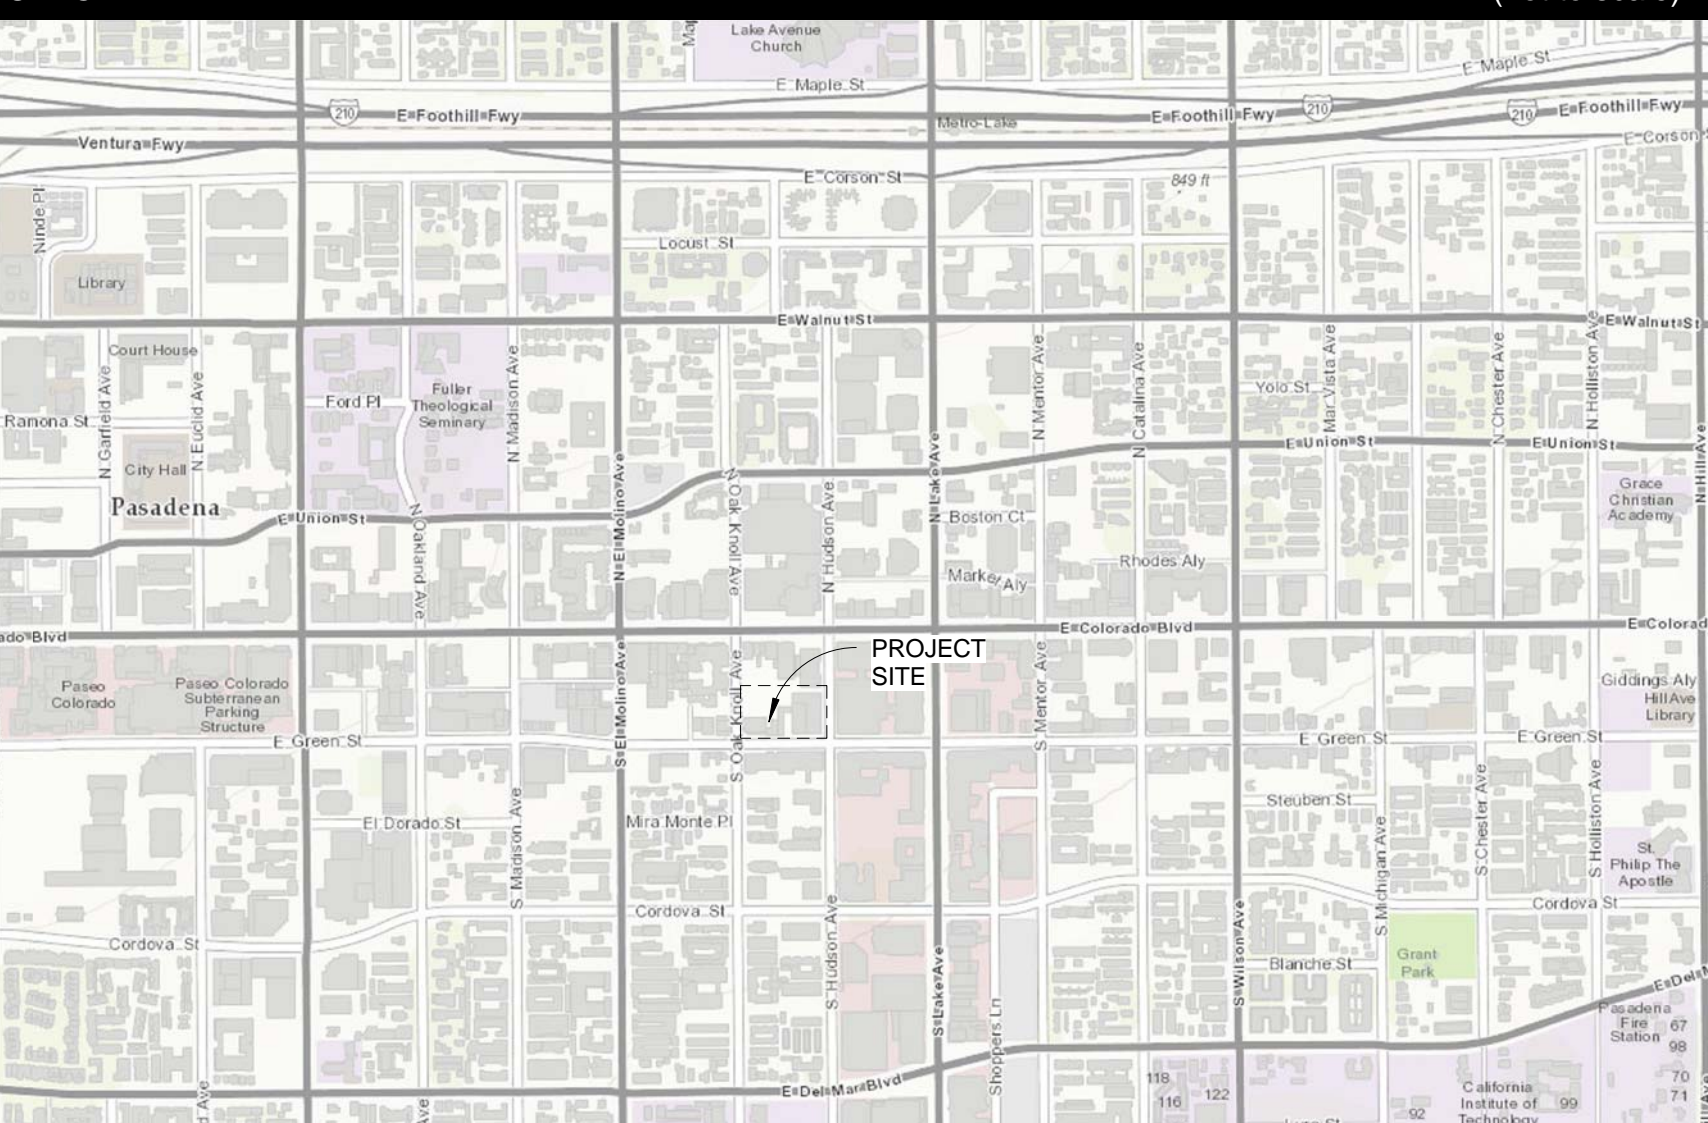 Lake Avenue
Church
E Maple St
E Maple St
210
E Foothill Fwy
Metro-Lake
E Foothill Fwy
210
210
E Foothill Fwy
Ventura Fwy
E Corson
E Corson St
849 ft
Ninde Pl
Locust St
Library
E Walnut St
E Walnut St
Court House
N Garfield Ave
N Euclid Ave
Ford Pl
Fuller
Theological
Seminary
N Madison Ave
N Mentor Ave
N Catalina Ave
Yolo St
Mar Vista Ave
N Chester Ave
N Holliston Ave
Ramona St
City Hall
Pasadena
E Union St
N Oakland Ave
N El Molino Ave
N Oak Knoll Ave
N Hudson Ave
N Lake Ave
E Union St
E Union St
N Hill Ave
Boston Ct
Grace
Christian
Academy
Rhodes Aly
Market Aly
ado Blvd
E Colorado Blvd
E Colorad
PROJECT
SITE
Paseo
Colorado
Paseo Colorado
Subterranean
Parking
Structure
S El Molino Ave
S Oak Knoll Ave
S Mentor Ave
Giddings Aly
Hill Ave
Library
E Green St
E Green St
E Green St
El Dorado St
S Madison Ave
Mira Monte Pl
Steuben St
S Michigan Ave
S Chester Ave
S Holliston Ave
St.
Philip The
Apostle
Cordova St
Cordova St
Cordova St
S Hudson Ave
S Lake Ave
Shoppers Ln
S Wilson Ave
Blanche St
Grant
Park
E Del M
Pasadena
Fire
Station
67
98
E Del Mar Blvd
118
116
122
California
Institute of
Technology
92
99
70
71